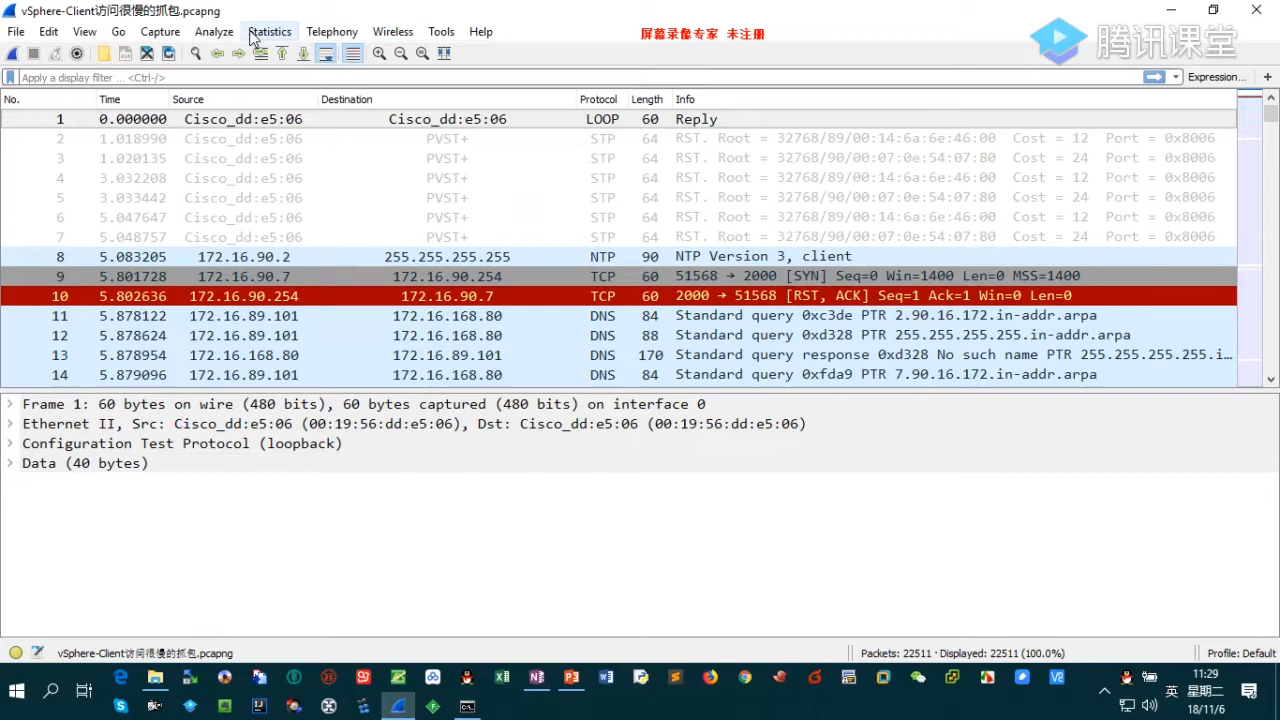 vSphere-Client访问很慢的抓包.pcapng
File Edit View Go Capture Analyze Statistics Telephony Wireless Tools Help
屏幕录像专家 未注册
腾讯课堂
Apply a display filter ... <Ctrl-/>
Expression...
No. Time Source Destination Protocol Length Info
1 0.000000 Cisco_dd:e5:06 Cisco_dd:e5:06 LOOP 60 Reply
2 1.018990 Cisco_dd:e5:06 PVST+ STP 64 RST. Root = 32768/89/00:14:6a:6e:46:00 Cost = 12 Port = 0x8006
3 1.020135 Cisco_dd:e5:06 PVST+ STP 64 RST. Root = 32768/90/00:07:0e:54:07:80 Cost = 24 Port = 0x8006
4 3.032208 Cisco_dd:e5:06 PVST+ STP 64 RST. Root = 32768/89/00:14:6a:6e:46:00 Cost = 12 Port = 0x8006
5 3.033442 Cisco_dd:e5:06 PVST+ STP 64 RST. Root = 32768/90/00:07:0e:54:07:80 Cost = 24 Port = 0x8006
6 5.047647 Cisco_dd:e5:06 PVST+ STP 64 RST. Root = 32768/89/00:14:6a:6e:46:00 Cost = 12 Port = 0x8006
7 5.048757 Cisco_dd:e5:06 PVST+ STP 64 RST. Root = 32768/90/00:07:0e:54:07:80 Cost = 24 Port = 0x8006
8 5.083205 172.16.90.2 255.255.255.255 NTP 90 NTP Version 3, client
9 5.801728 172.16.90.7 172.16.90.254 TCP 60 51568 → 2000 [SYN] Seq=0 Win=1400 Len=0 MSS=1400
10 5.802636 172.16.90.254 172.16.90.7 TCP 60 2000 → 51568 [RST, ACK] Seq=1 Ack=1 Win=0 Len=0
11 5.878122 172.16.89.101 172.16.168.80 DNS 84 Standard query 0xc3de PTR 2.90.16.172.in-addr.arpa
12 5.878624 172.16.89.101 172.16.168.80 DNS 88 Standard query 0xd328 PTR 255.255.255.255.in-addr.arpa
13 5.878954 172.16.168.80 172.16.89.101 DNS 170 Standard query response 0xd328 No such name PTR 255.255.255.255.i...
14 5.879096 172.16.89.101 172.16.168.80 DNS 84 Standard query 0xfda9 PTR 7.90.16.172.in-addr.arpa
Frame 1: 60 bytes on wire (480 bits), 60 bytes captured (480 bits) on interface 0
Ethernet II, Src: Cisco_dd:e5:06 (00:19:56:dd:e5:06), Dst: Cisco_dd:e5:06 (00:19:56:dd:e5:06)
Configuration Test Protocol (loopback)
Data (40 bytes)
vSphere-Client访问很慢的抓包.pcapng
Packets: 22511 · Displayed: 22511 (100.0%)
Profile: Default
11:29
英 星期二
18/11/6